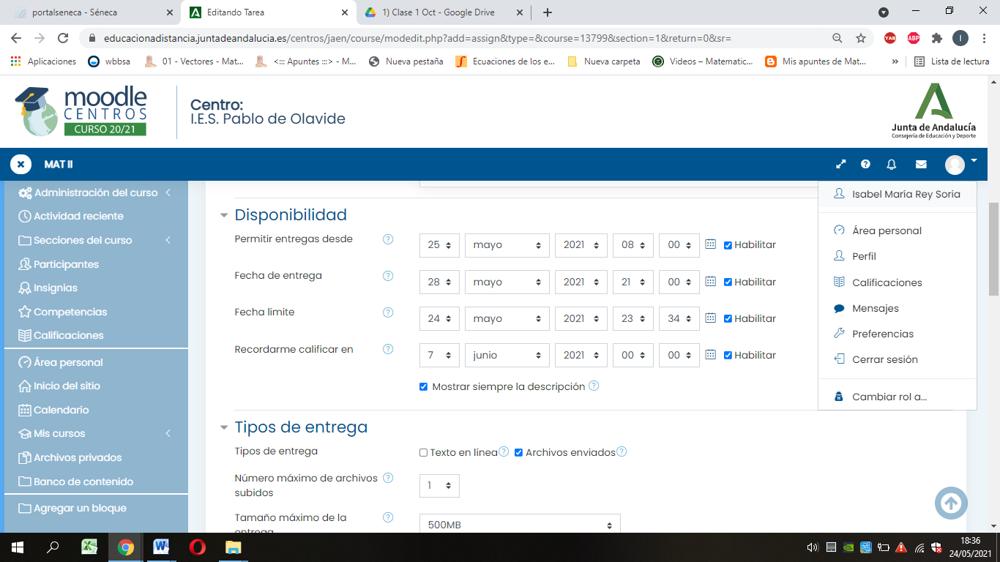 portalseneca - Séneca
Editando Tarea
1) Clase 1 Oct - Google Drive
educacionadistancia.juntadeandalucia.es/centros/jaen/course/modedit.php?add=assign&type=&course=13799&section=1&return=0&sr=
YAB
ABP
I
Aplicaciones
wbbsa
01 - Vectores - Mat...
<::: Apuntes :::> - M...
Nueva pestaña
Ecuaciones de los e...
Nueva carpeta
Videos – Matematic...
Mis apuntes de Mat...
»
Lista de lectura
moodle
CENTROS
CURSO 20/21
Centro:
I.E.S. Pablo de Olavide
Junta de Andalucía
Consejería de Educación y Deporte
MAT II
Administración del curso
Actividad reciente
Secciones del curso
Participantes
Insignias
Competencias
Calificaciones
Área personal
Inicio del sitio
Calendario
Mis cursos
Archivos privados
Banco de contenido
Agregar un bloque
Disponibilidad
Permitir entregas desde 25 mayo 2021 08 00 Habilitar
Fecha de entrega 28 mayo 2021 21 00 Habilitar
Fecha límite 24 mayo 2021 23 34 Habilitar
Recordarme calificar en 7 junio 2021 00 00 Habilitar
Mostrar siempre la descripción
Tipos de entrega
Tipos de entrega Texto en línea Archivos enviados
Número máximo de archivos
subidos
1
Tamaño máximo de la
entrega
500MB
Isabel María Rey Soria
Área personal
Perfil
Calificaciones
Mensajes
Preferencias
Cerrar sesión
Cambiar rol a...
18:36
24/05/2021